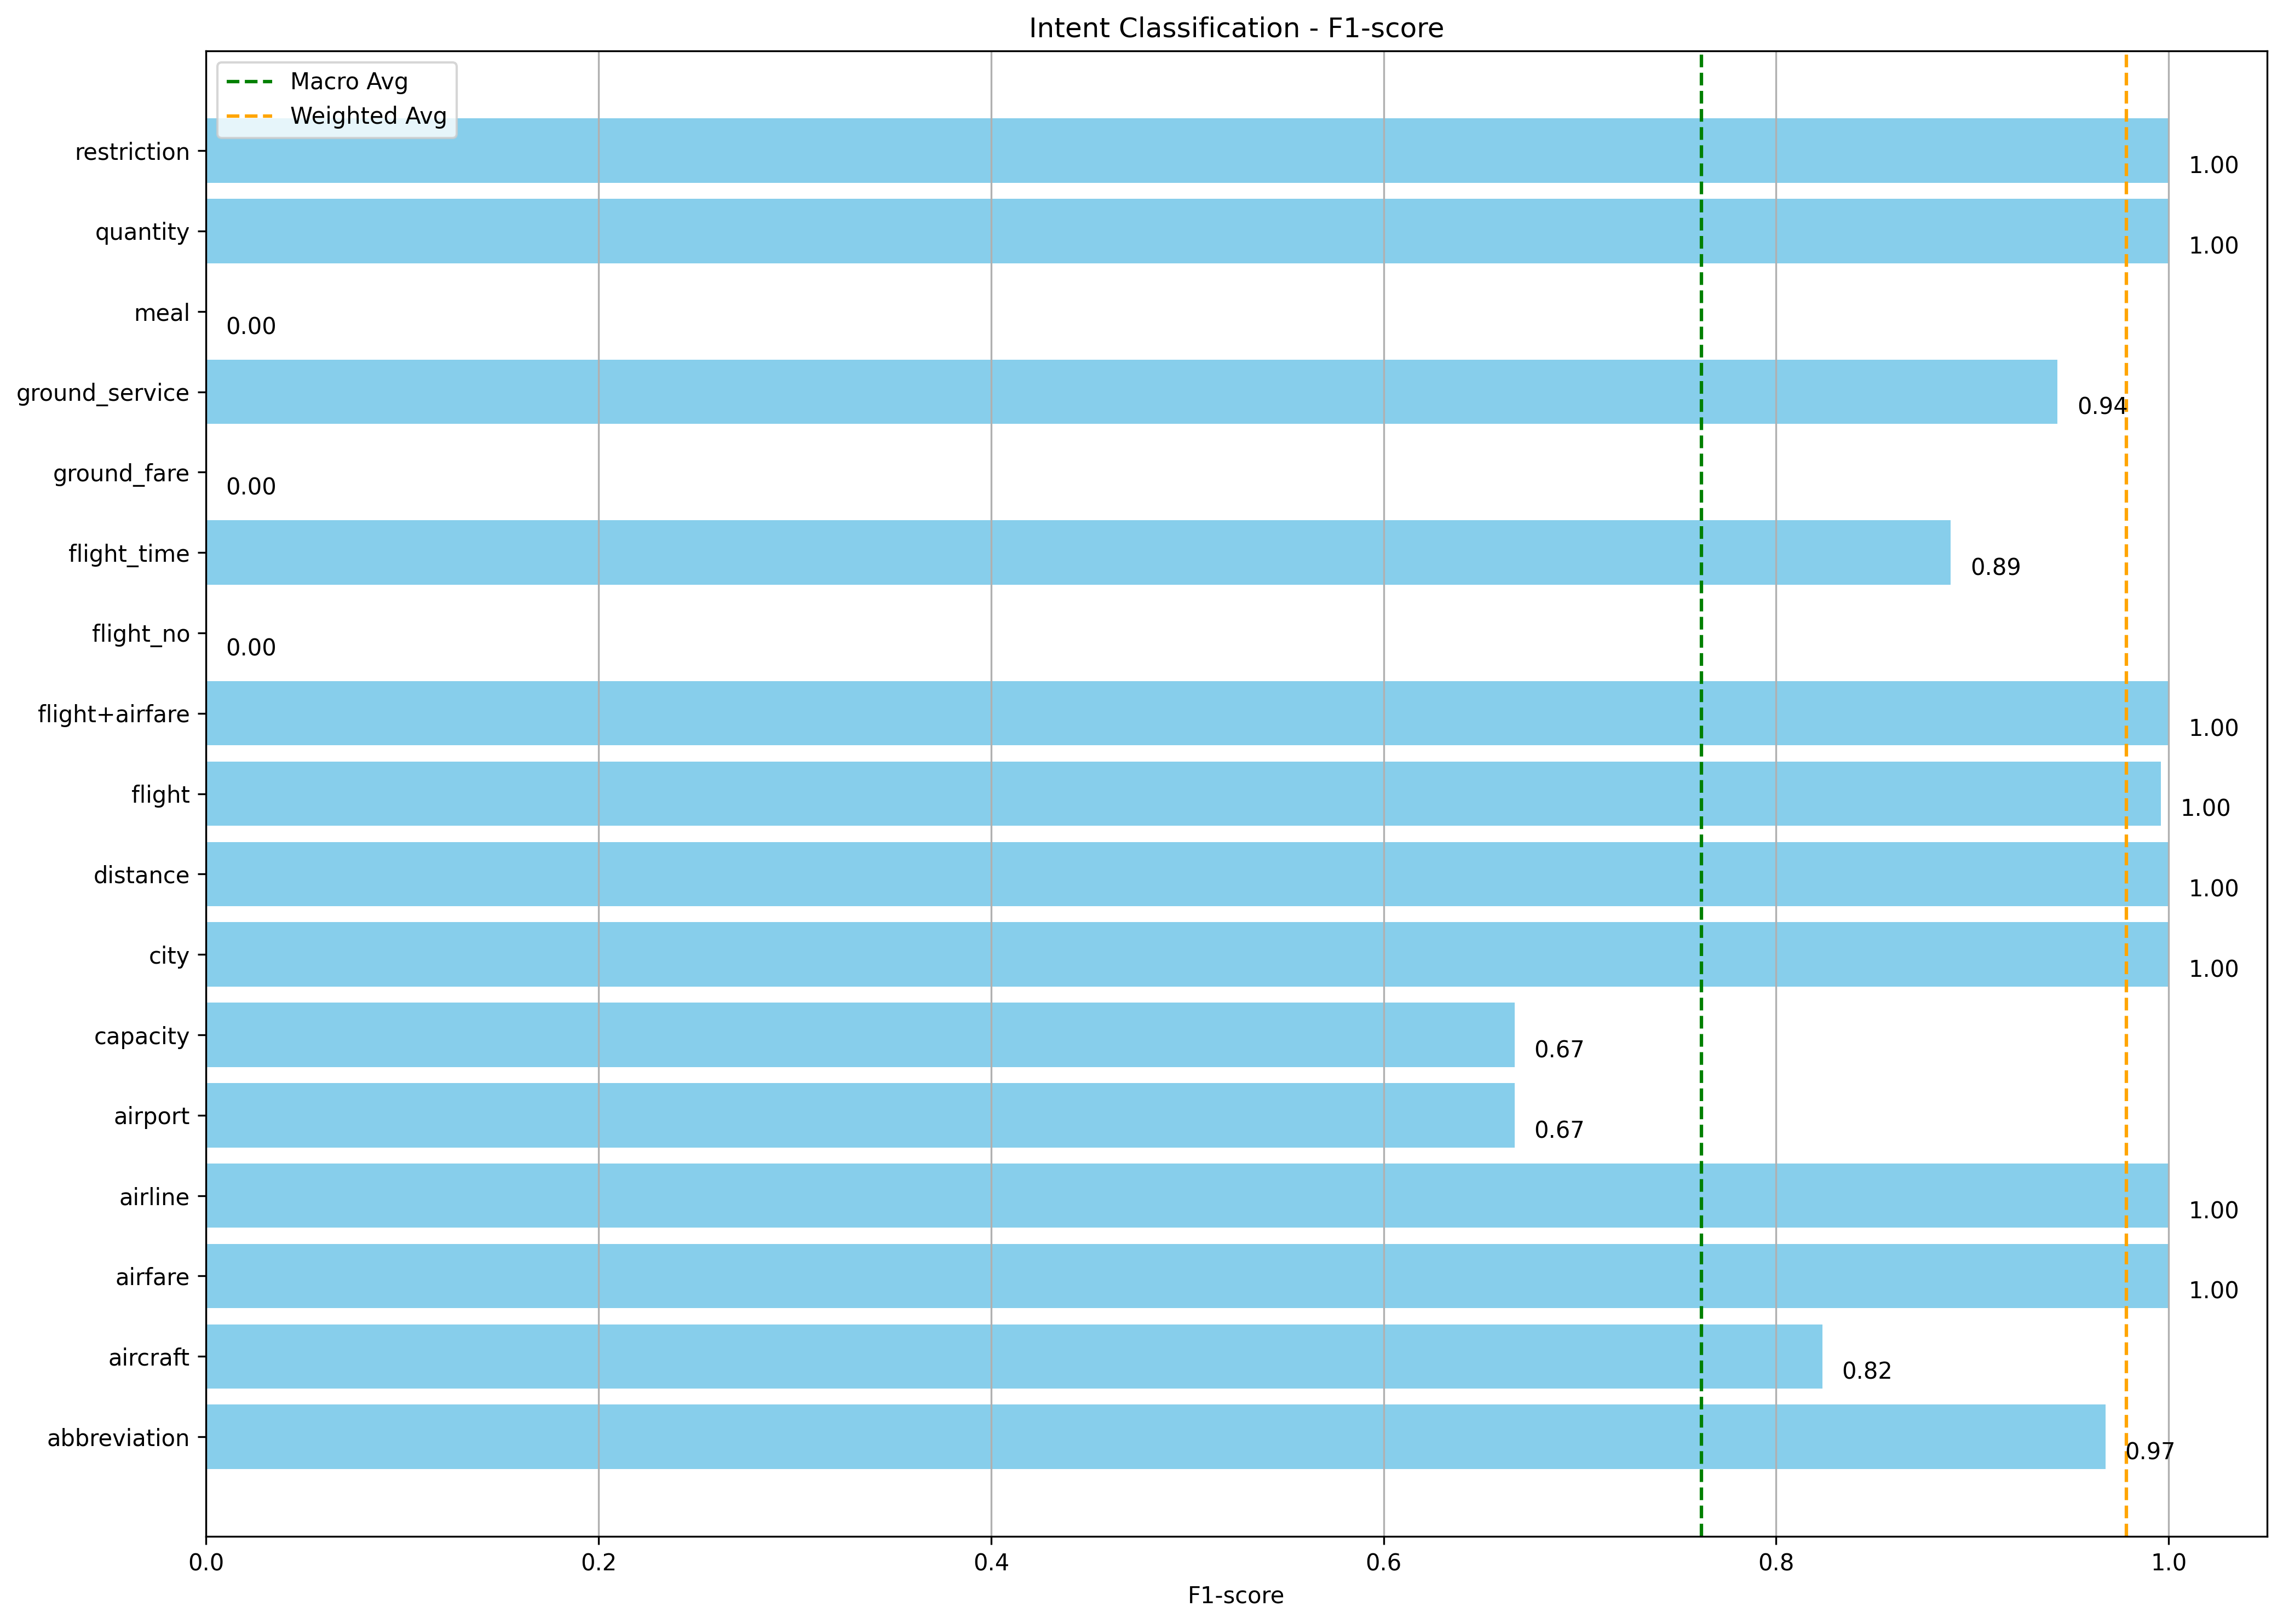 Intent Classification - F1-score
Macro Avg
Weighted Avg
restriction 1.00
quantity 1.00
meal 0.00
ground_service 0.94
ground_fare 0.00
flight_time 0.89
flight_no 0.00
flight+airfare 1.00
flight 1.00
distance 1.00
city 1.00
capacity 0.67
airport 0.67
airline 1.00
airfare 1.00
aircraft 0.82
abbreviation 0.97
0.0 0.2 0.4 0.6 0.8 1.0
F1-score